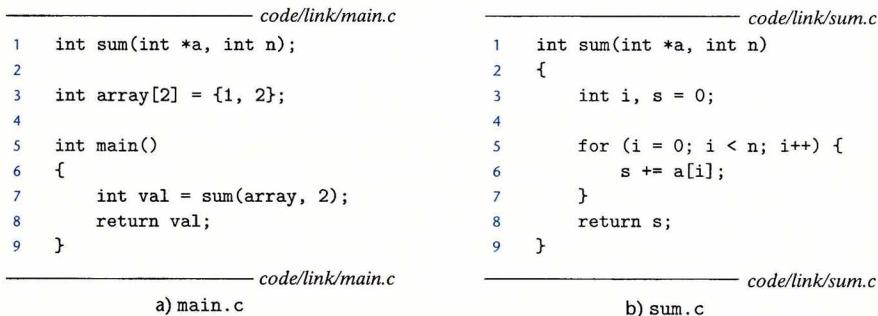 code/link/main.c
1 int sum(int *a, int n);
2
3 int array[2] = {1, 2};
4
5 int main()
6 {
7     int val = sum(array, 2);
8     return val;
9 }
code/link/main.c
a) main.c
code/link/sum.c
1 int sum(int *a, int n)
2 {
3     int i, s = 0;
4
5     for (i = 0; i < n; i++) {
6         s += a[i];
7     }
8     return s;
9 }
code/link/sum.c
b) sum.c